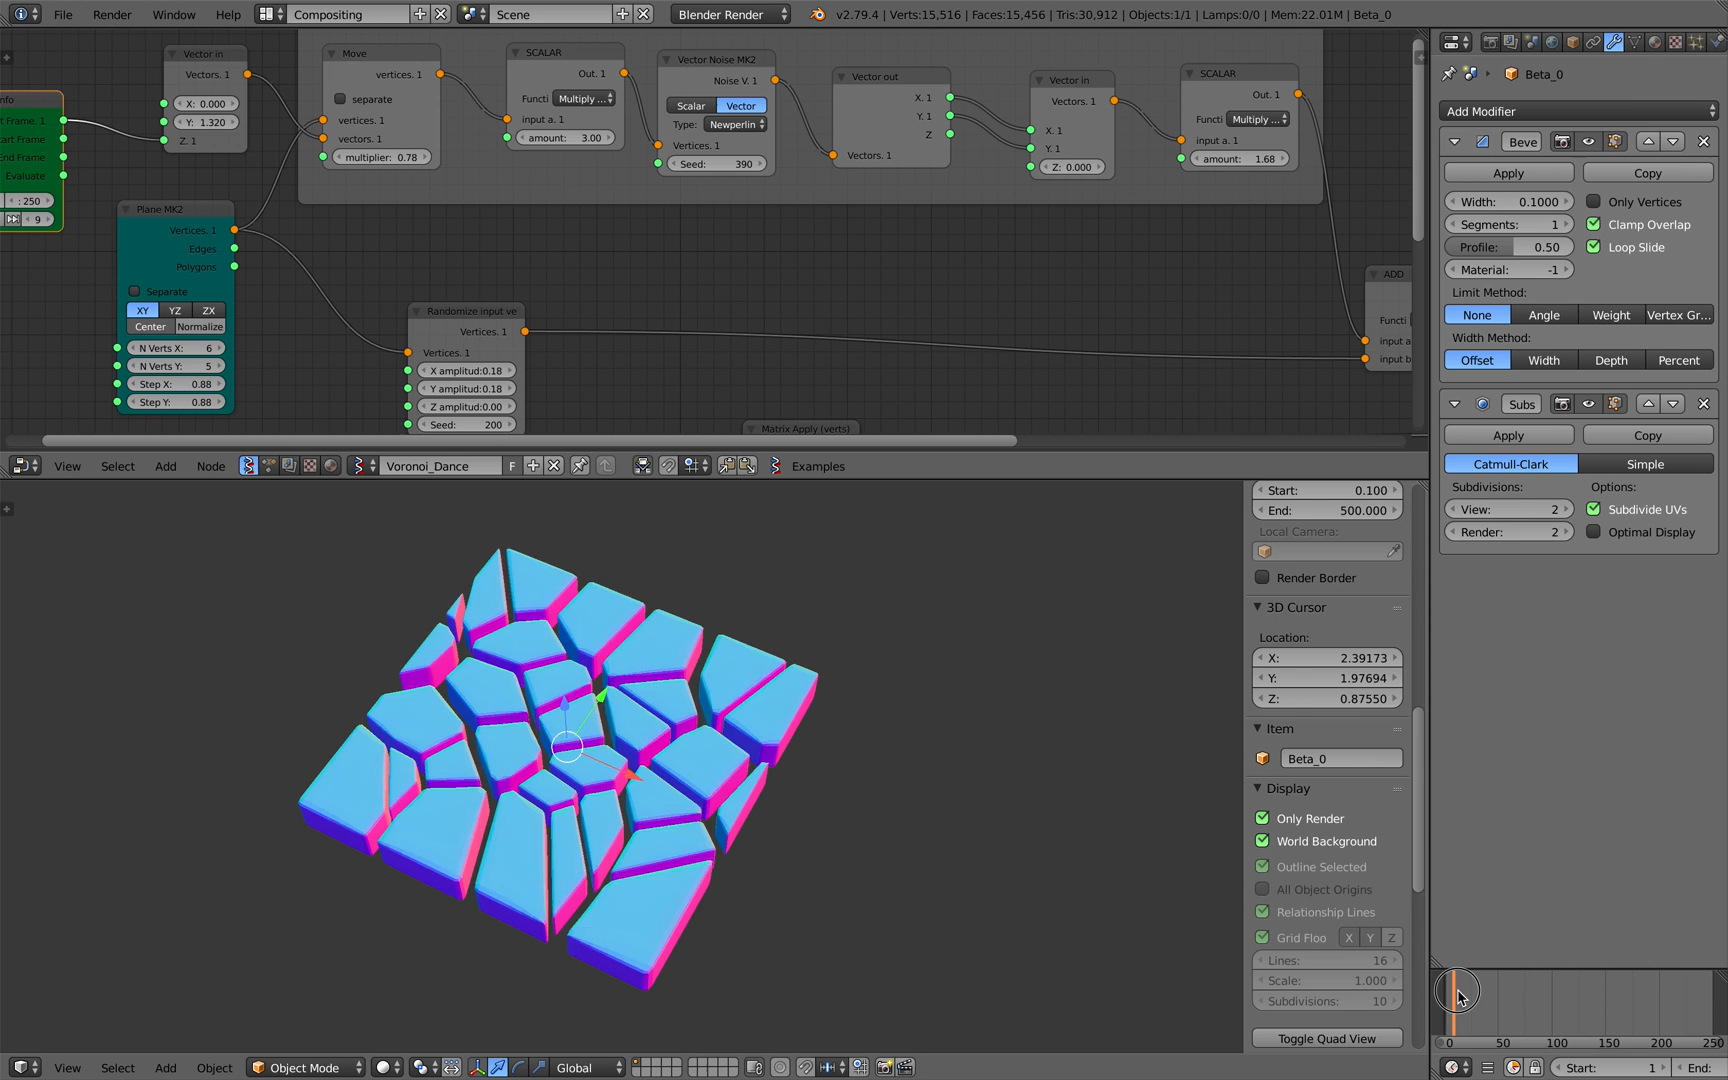 File Render Window Help Compositing Scene Blender Render v2.79.4 | Verts:15,516 | Faces:15,456 | Tris:30,912 | Objects:1/1 | Lamps:0/0 | Mem:22.01M | Beta_0
nfo
t Frame. 1
tart Frame
End Frame
Evaluate
: 250
9
Vector in
Vectors. 1
X: 0.000
Y: 1.320
Z. 1
Plane MK2
Vertices. 1
Edges
Polygons
Separate
XY YZ ZX
Center Normalize
N Verts X: 6
N Verts Y: 5
Step X: 0.88
Step Y: 0.88
Move
vertices. 1
separate
vertices. 1
vectors. 1
multiplier: 0.78
SCALAR
Out. 1
Functi Multiply ...
input a. 1
amount: 3.00
Vector Noise MK2
Noise V. 1
Scalar Vector
Type: Newperlin
Vertices. 1
Seed: 390
Vector out
X. 1
Y. 1
Z
Vectors. 1
Vector in
Vectors. 1
X. 1
Y. 1
Z: 0.000
SCALAR
Out. 1
Functi Multiply ...
input a. 1
amount: 1.68
Randomize input ve
Vertices. 1
Vertices. 1
X amplitud:0.18
Y amplitud:0.18
Z amplitud:0.00
Seed: 200
ADD
Functi
input a
input b
Matrix Apply (verts)
View Select Add Node Voronoi_Dance F Examples
Start: 0.100
End: 500.000
Local Camera:
Render Border
3D Cursor
Location:
X: 2.39173
Y: 1.97694
Z: 0.87550
Item
Beta_0
Display
Only Render
World Background
Outline Selected
All Object Origins
Relationship Lines
Grid Floo X Y Z
Lines: 16
Scale: 1.000
Subdivisions: 10
Toggle Quad View
View Select Add Object Object Mode Global
Beta_0
Add Modifier
Beve
Apply Copy
Width: 0.1000 Only Vertices
Segments: 1 Clamp Overlap
Profile: 0.50 Loop Slide
Material: -1
Limit Method:
None Angle Weight Vertex Gr...
Width Method:
Offset Width Depth Percent
Subs
Apply Copy
Catmull-Clark Simple
Subdivisions: Options:
View: 2 Subdivide UVs
Render: 2 Optimal Display
0 50 100 150 200 250
Start: 1 End: